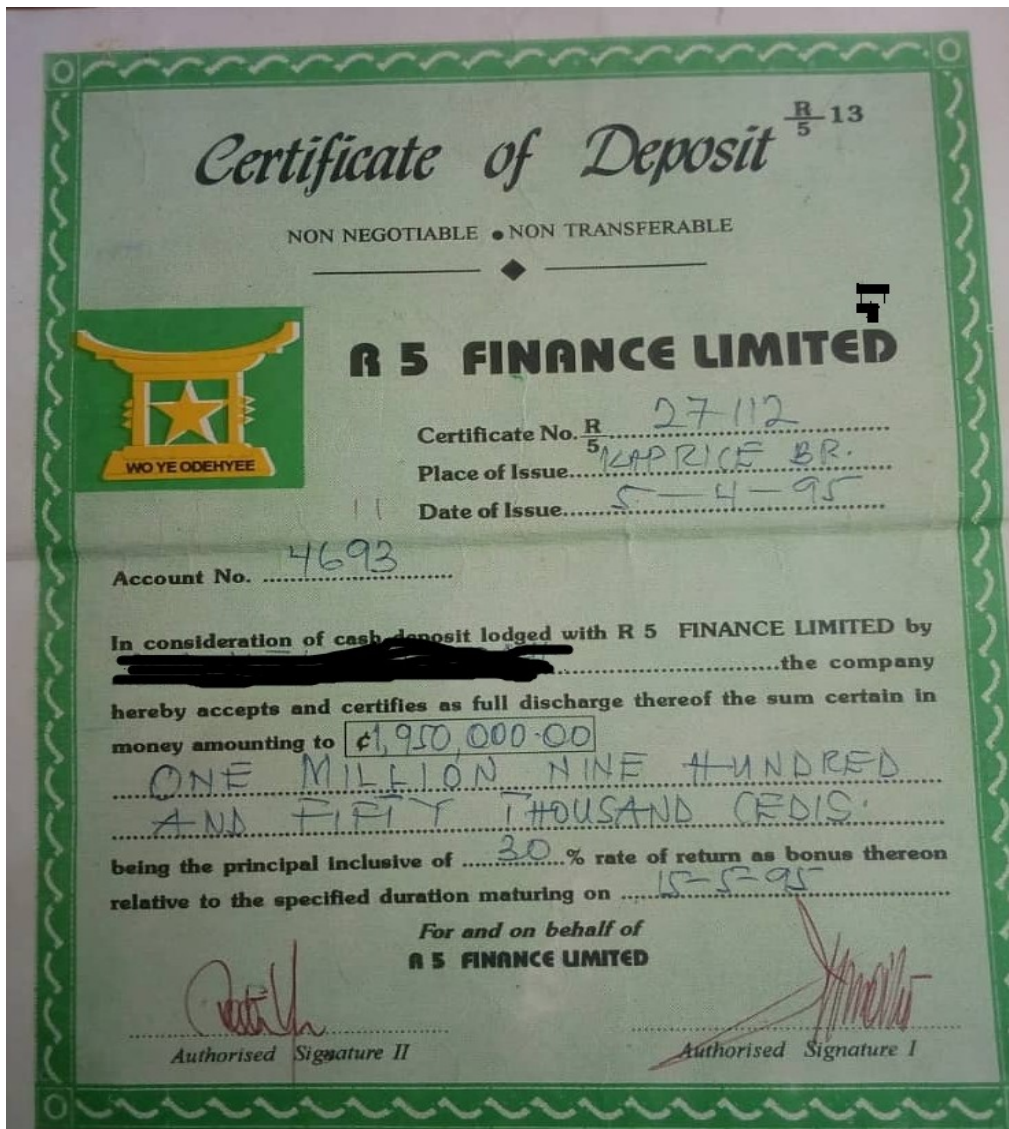 Certificate of Deposit R/5-13
NON NEGOTIABLE ● NON TRANSFERABLE
R 5 FINANCE LIMITED
WO YE ODEHYEE
Certificate No. R/5 27112
Place of Issue KAPRICE BR.
Date of Issue 5-4-95
Account No. 4693
In consideration of cash deposit lodged with R 5 FINANCE LIMITED by
the company
hereby accepts and certifies as full discharge thereof the sum certain in
money amounting to ¢1,950,000.00
ONE MILLION NINE HUNDRED
AND FIFTY THOUSAND CEDIS.
being the principal inclusive of 30 % rate of return as bonus thereon
relative to the specified duration maturing on 15-5-95
For and on behalf of
R 5 FINANCE LIMITED
Authorised Signature II
Authorised Signature I